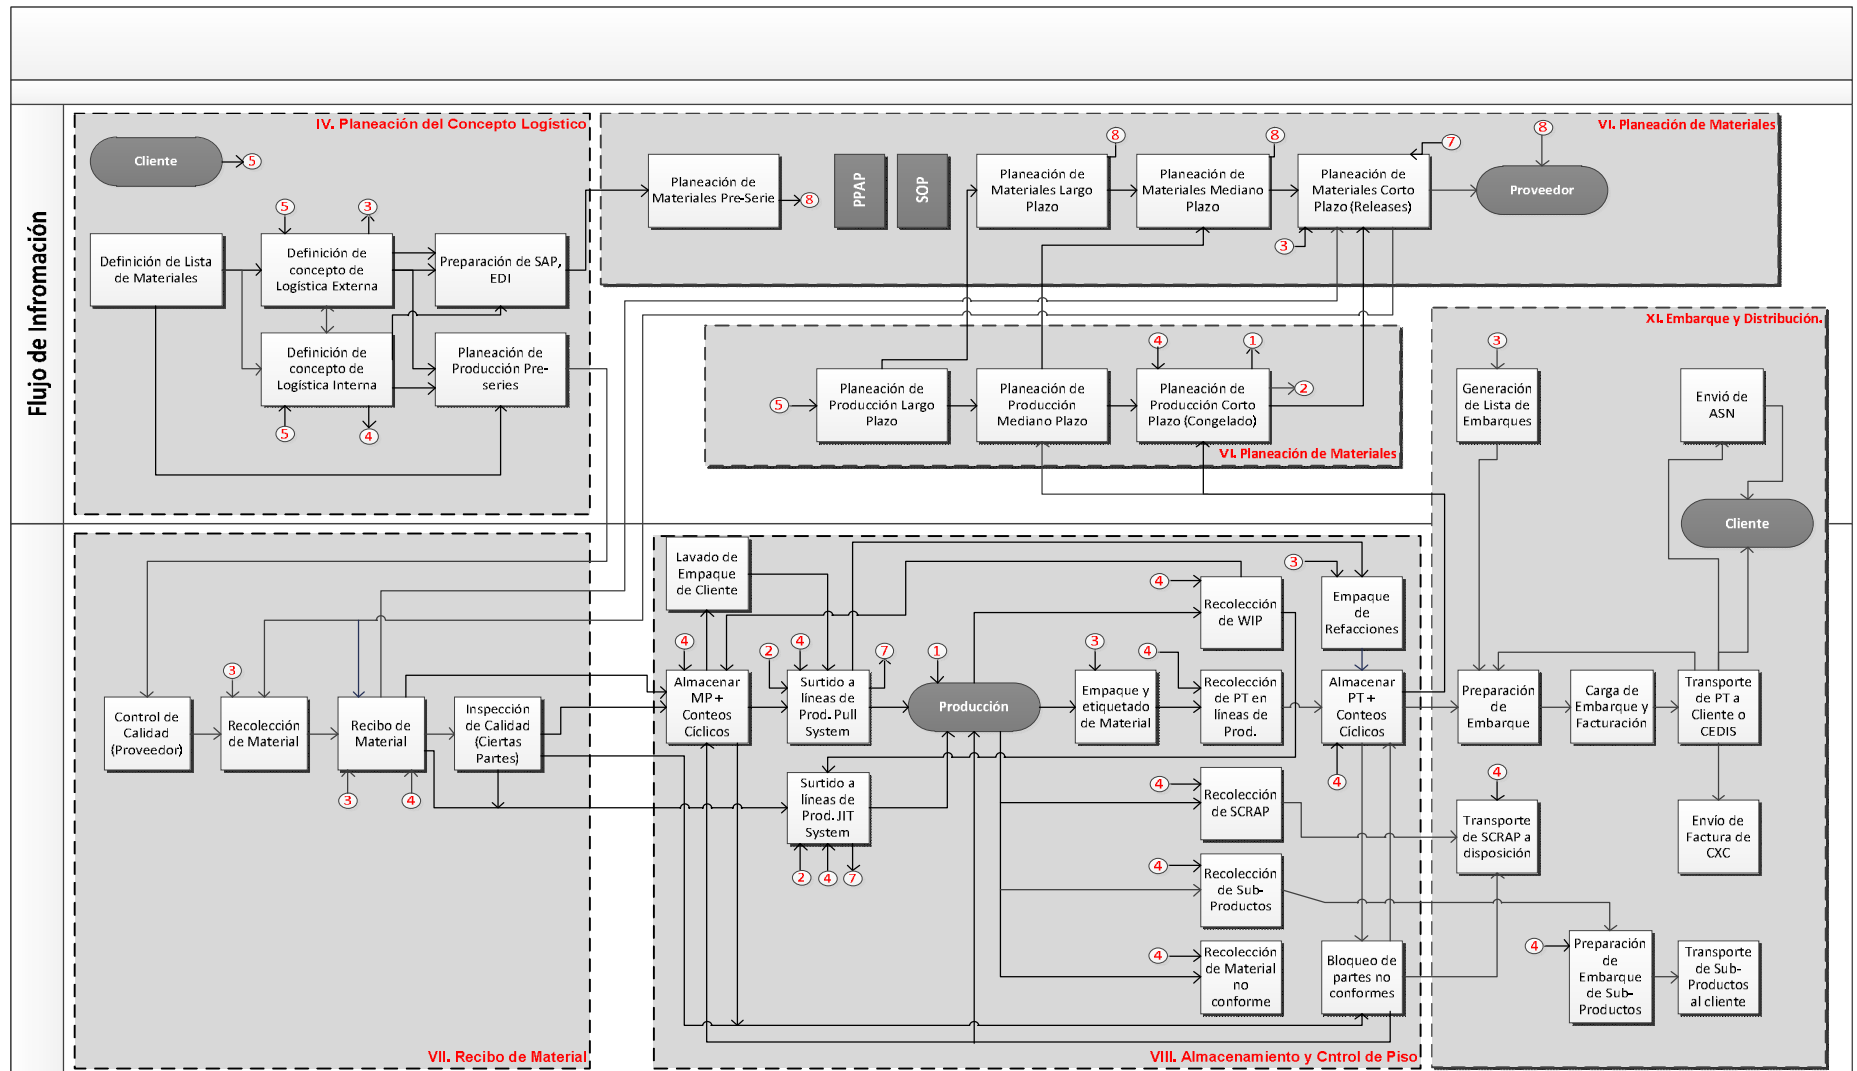 Flujo de Infromación
IV. Planeación del Concepto Logístico
Cliente
5
5
3
Definición de Lista
de Materiales
Definición de
concepto de
Logística Externa
Preparación de SAP,
EDI
Definición de
concepto de
Logística Interna
Planeación de
Producción Pre-
series
5
4
VI. Planeación de Materiales
Planeación de
Materiales Pre-Serie
8
PPAP
SOP
Planeación de
Materiales Largo
Plazo
8
Planeación de
Materiales Mediano
Plazo
8
Planeación de
Materiales Corto
Plazo (Releases)
7
3
8
Proveedor
5
Planeación de
Producción Largo
Plazo
Planeación de
Producción
Mediano Plazo
4
1
Planeación de
Producción Corto
Plazo (Congelado)
2
VI. Planeación de Materiales
XI. Embarque y Distribución.
3
Generación
de Lista de
Embarques
Envió de
ASN
Cliente
Preparación
de Embarque
Carga de
Embarque y
Facturación
Transporte
de PT a
Cliente o
CEDIS
4
Transporte
de SCRAP a
disposición
Envío de
Factura de
CXC
4
Preparación
de
Embarque
de Sub-
Productos
Transporte
de Sub-
Productos
al cliente
Control de
Calidad
(Proveedor)
3
Recolección
de Material
Recibo de
Material
3
4
Inspección
de Calidad
(Ciertas
Partes)
VII. Recibo de Material
Lavado de
Empaque
de Cliente
4
Almacenar
MP +
Conteos
Cíclicos
2
4
7
Surtido a
líneas de
Prod. Pull
System
Surtido a
líneas de
Prod. JIT
System
2
4
7
1
Producción
3
Empaque y
etiquetado
de Material
4
Recolección
de WIP
4
Recolección
de PT en
líneas de
Prod.
4
Recolección
de SCRAP
4
Recolección
de Sub-
Productos
4
Recolección
de Material
no
conforme
3
Empaque
de
Refacciones
Almacenar
PT +
Conteos
Cíclicos
4
Bloqueo de
partes no
conformes
VIII. Almacenamiento y Cntrol de Piso